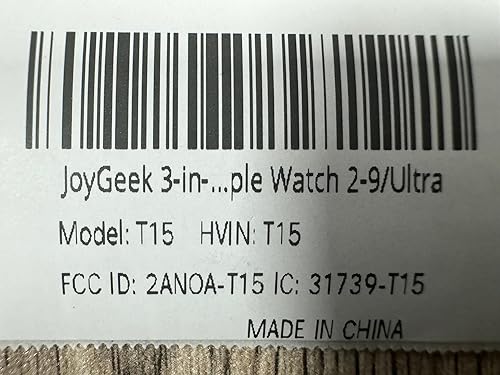 JoyGeek 3-in-...ple Watch 2-9/Ultra
Model: T15 HVIN: T15
FCC ID: 2ANOA-T15 IC: 31739-T15
MADE IN CHINA